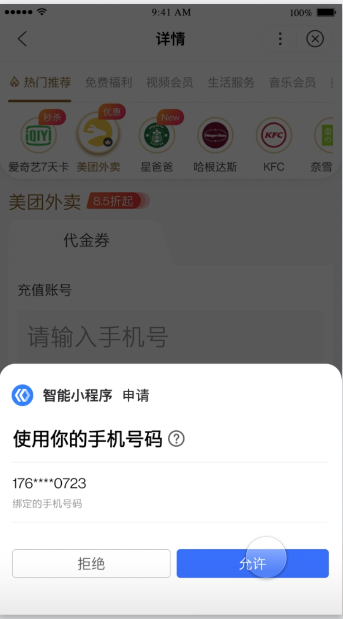 9:41 AM 100%
详情
热门推荐 免费福利 视频会员 生活服务 音乐会员
秒杀 优惠 New
iQIY KFC
爱奇艺7天卡 美团外卖 星爸爸 哈根达斯 KFC 奈雪
美团外卖 8.5折起
代金券
充值账号
请输入手机号
智能小程序 申请
使用你的手机号码 ?
176****0723
绑定的手机号码
拒绝 允许